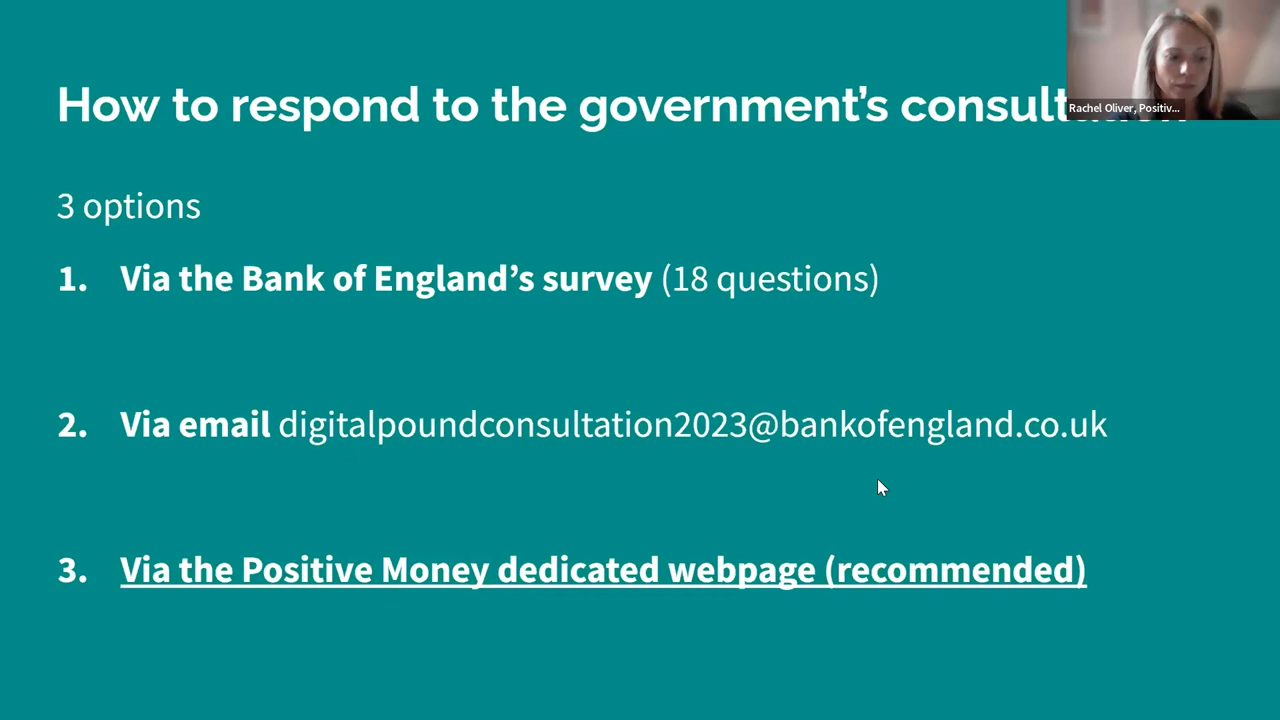 How to respond to the government's consultation
Rachel Oliver, Positiv...
3 options
1. Via the Bank of England's survey (18 questions)
2. Via email digitalpoundconsultation2023@bankofengland.co.uk
3. Via the Positive Money dedicated webpage (recommended)